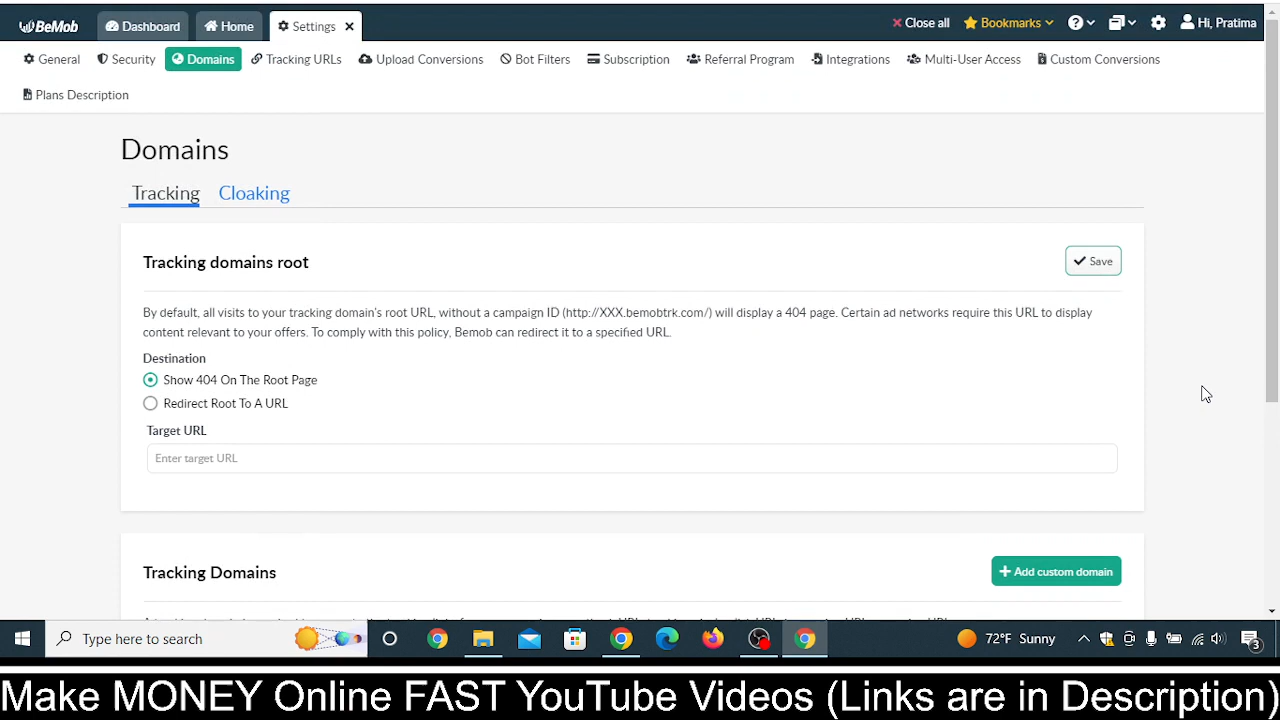 BeMob Dashboard Home Settings × × Close all Bookmarks Hi, Pratima
General Security Domains Tracking URLs Upload Conversions Bot Filters Subscription Referral Program Integrations Multi-User Access Custom Conversions
Plans Description
Domains
Tracking Cloaking
Tracking domains root Save
By default, all visits to your tracking domain's root URL, without a campaign ID (http://XXX.bemobtrk.com/) will display a 404 page. Certain ad networks require this URL to display
content relevant to your offers. To comply with this policy, Bemob can redirect it to a specified URL.
Destination
Show 404 On The Root Page
Redirect Root To A URL
Target URL
Enter target URL
Tracking Domains + Add custom domain
Type here to search 72°F Sunny 3
Make MONEY Online FAST YouTube Videos (Links are in Description)